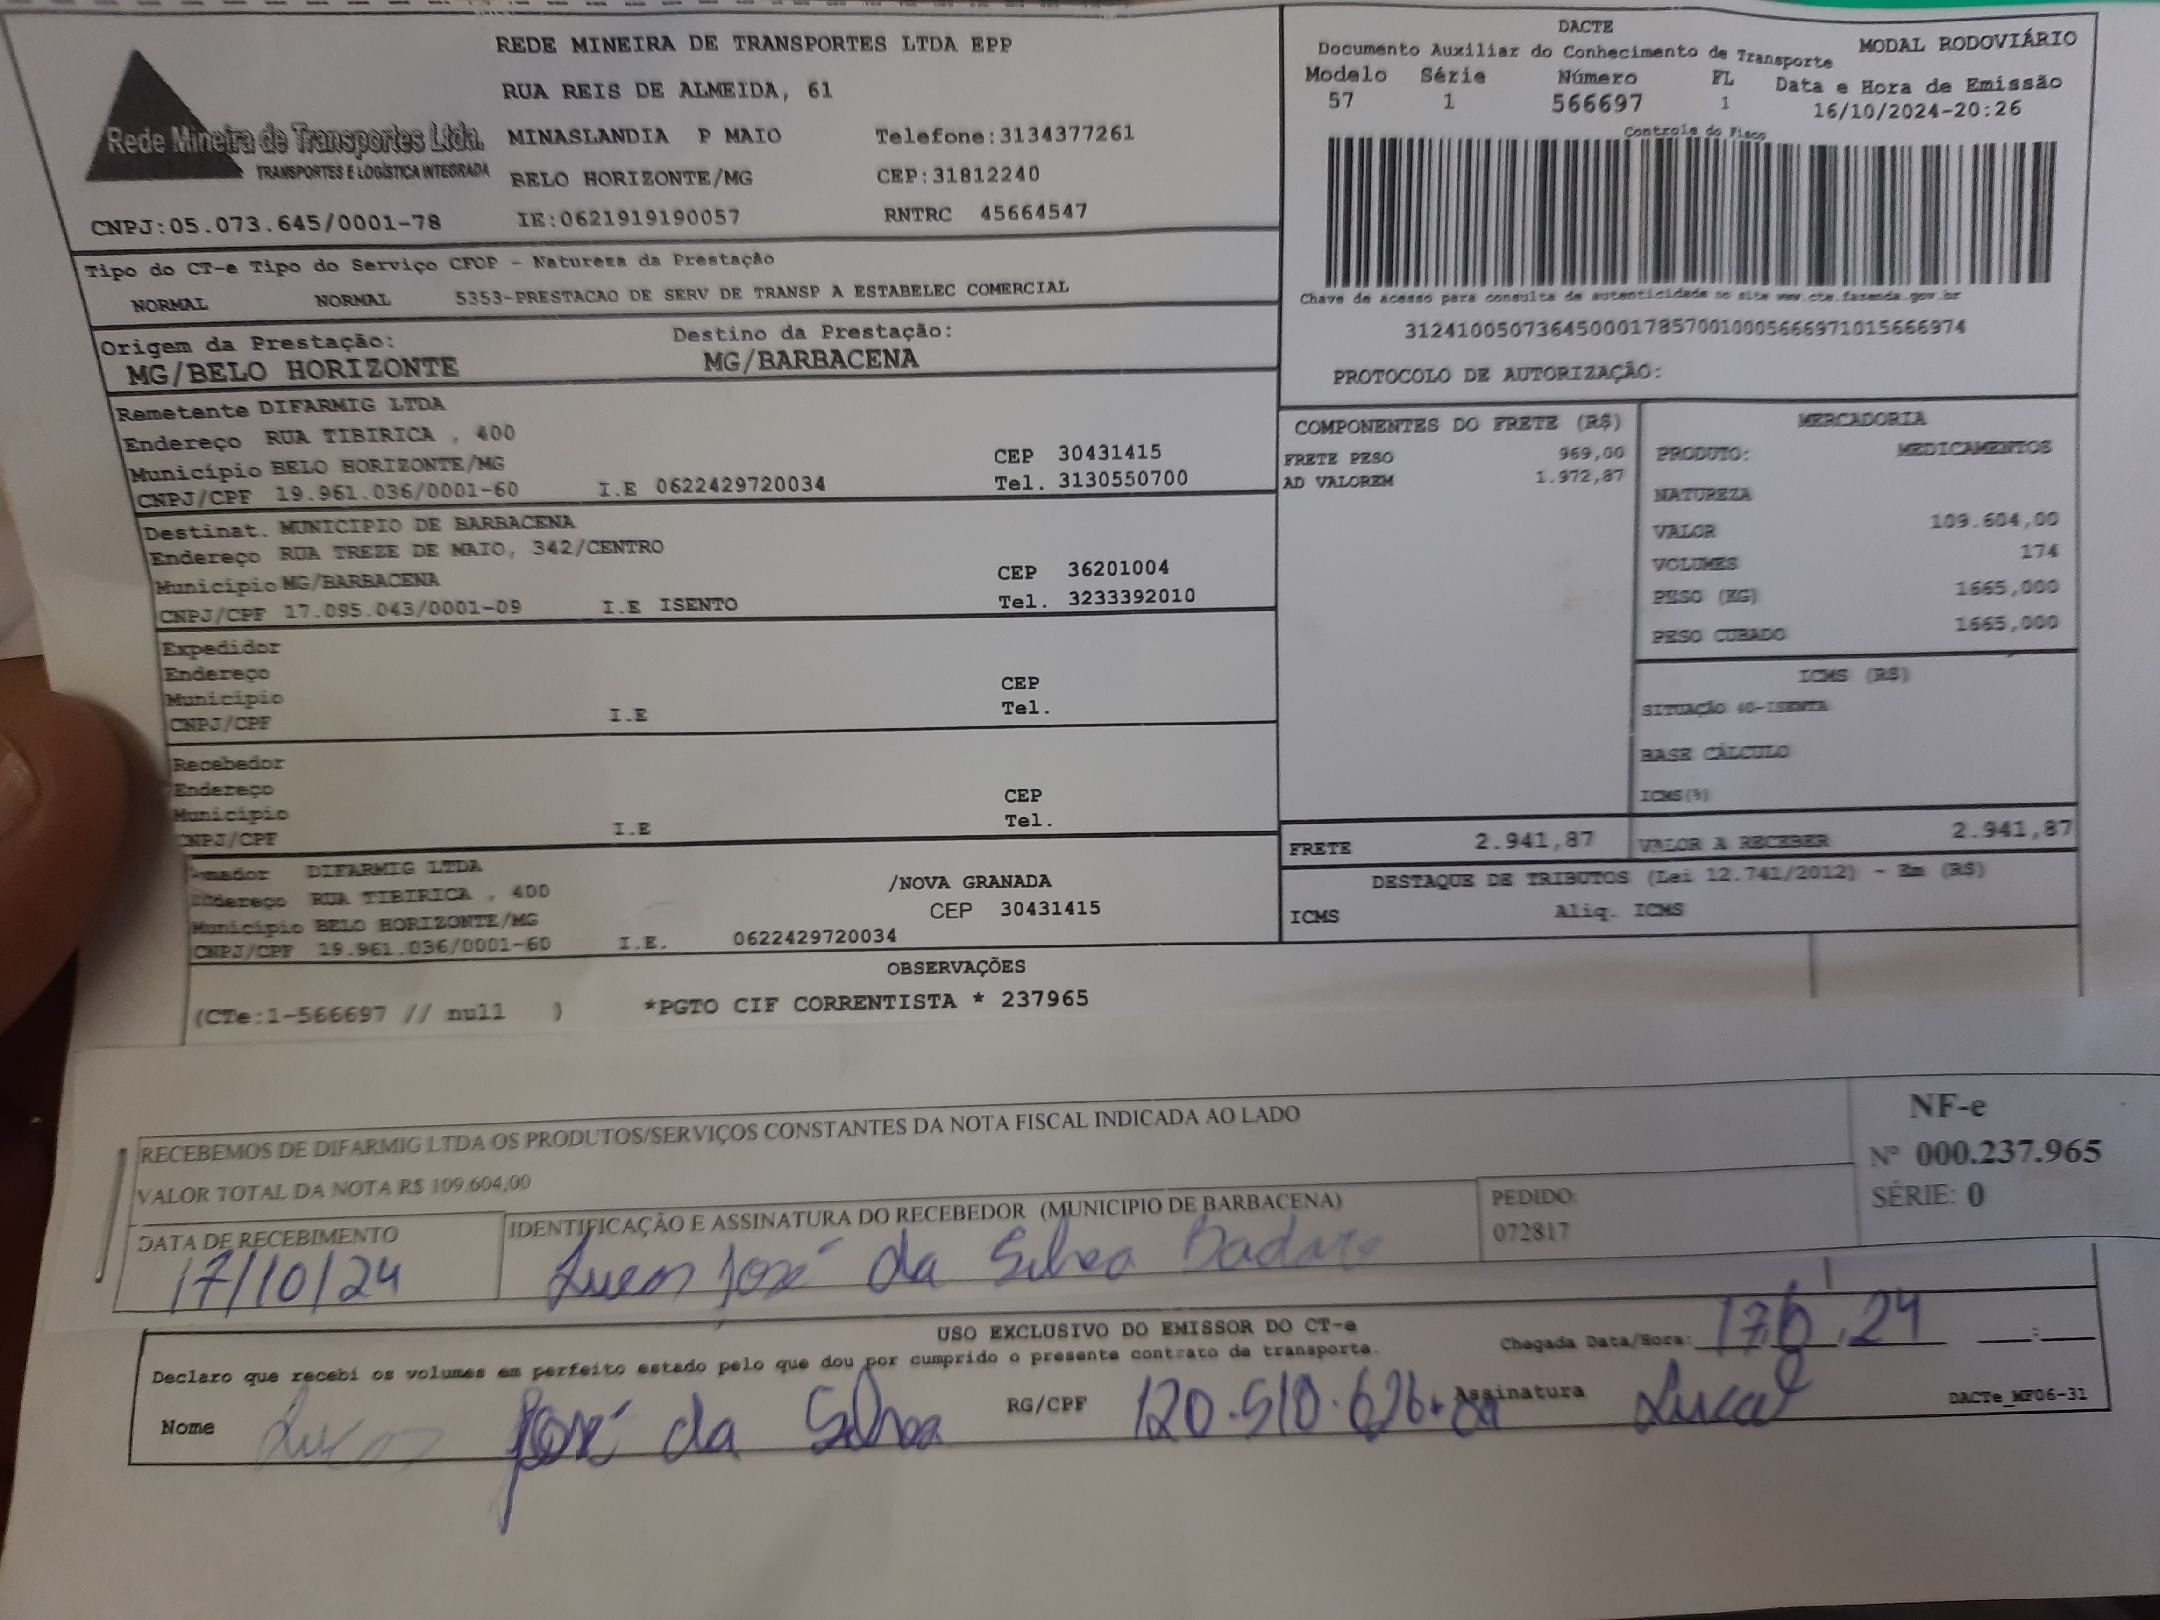 REDE MINEIRA DE TRANSPORTES LTDA EPP
RUA REIS DE ALMEIDA, 61
Rede Mineira de Transportes Ltda.
TRANSPORTES E LOGÍSTICA INTEGRADA
MINASLANDIA P MAIO Telefone:3134377261
BELO HORIZONTE/MG CEP:31812240
CNPJ:05.073.645/0001-78 IE:0621919190057 RNTRC 45664547
DACTE
Documento Auxiliar do Conhecimento de Transporte MODAL RODOVIÁRIO
Modelo Série Número FL Data e Hora de Emissão
57 1 566697 1 16/10/2024-20:26
Controle do Fisco
Chave de acesso para consulta de autenticidade no site www.cte.fazenda.gov.br
31241005073645000178570010005666971015666974
PROTOCOLO DE AUTORIZAÇÃO:
Tipo do CT-e Tipo do Serviço CFOP - Natureza da Prestação
NORMAL NORMAL 5353-PRESTACAO DE SERV DE TRANSP A ESTABELEC COMERCIAL
Origem da Prestação: Destino da Prestação:
MG/BELO HORIZONTE MG/BARBACENA
Remetente DIFARMIG LTDA
Endereço RUA TIBIRICA , 400
Município BELO HORIZONTE/MG CEP 30431415
CNPJ/CPF 19.961.036/0001-60 I.E 0622429720034 Tel. 3130550700
Destinat. MUNICIPIO DE BARBACENA
Endereço RUA TREZE DE MAIO, 342/CENTRO
Município MG/BARBACENA CEP 36201004
CNPJ/CPF 17.095.043/0001-09 I.E ISENTO Tel. 3233392010
Expedidor
Endereço
Município CEP
CNPJ/CPF I.E Tel.
Recebedor
Endereço
Município CEP
CNPJ/CPF I.E Tel.
DIFARMIG LTDA /NOVA GRANADA
Endereço RUA TIBIRICA , 400
Município BELO HORIZONTE/MG CEP 30431415
CNPJ/CPF 19.961.036/0001-60 I.E. 0622429720034
COMPONENTES DO FRETE (R$)
FRETE PESO 969,00
AD VALOREM 1.972,87
MERCADORIA
PRODUTO: MEDICAMENTOS
NATUREZA
VALOR 109.604,00
VOLUMES 174
PESO (KG) 1665,000
PESO CUBADO 1665,000
ICMS (R$)
SITUAÇÃO 40-ISENTA
BASE CÁLCULO
ICMS(%)
FRETE 2.941,87 VALOR A RECEBER 2.941,87
DESTAQUE DE TRIBUTOS (Lei 12.741/2012) - Em (R$)
ICMS Aliq. ICMS
OBSERVAÇÕES
(CTe:1-566697 // null ) *PGTO CIF CORRENTISTA * 237965
RECEBEMOS DE DIFARMIG LTDA OS PRODUTOS/SERVIÇOS CONSTANTES DA NOTA FISCAL INDICADA AO LADO
VALOR TOTAL DA NOTA R$ 109.604,00
NF-e
Nº 000.237.965
SÉRIE: 0
DATA DE RECEBIMENTO IDENTIFICAÇÃO E ASSINATURA DO RECEBEDOR (MUNICIPIO DE BARBACENA) PEDIDO:
072817
17/10/24 José da Silva
USO EXCLUSIVO DO EMISSOR DO CT-e
Chegada Data/Hora: __:__
Declaro que recebi os volumes em perfeito estado pelo que dou por cumprido o presente contrato de transporte.
Nome José da Silva RG/CPF 120.510.626 Assinatura Lucas
DACTe_MF06-31